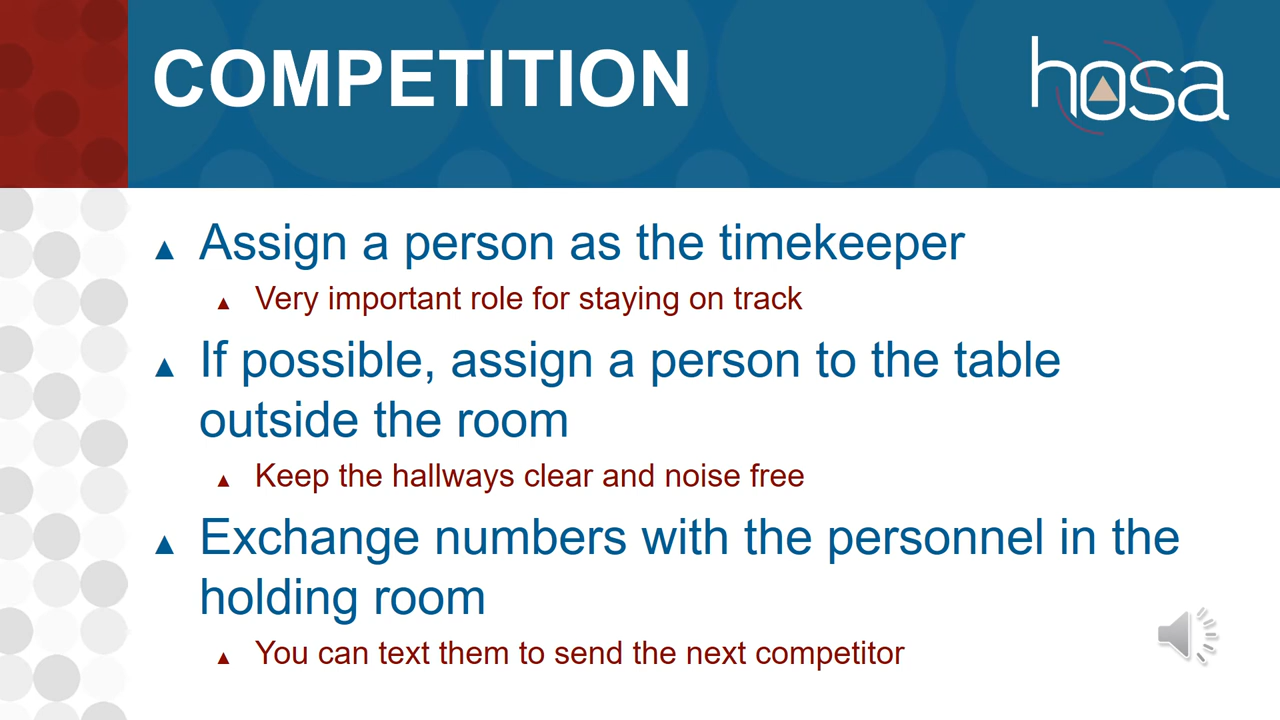 COMPETITION
hosa
Assign a person as the timekeeper
Very important role for staying on track
If possible, assign a person to the table
outside the room
Keep the hallways clear and noise free
Exchange numbers with the personnel in the
holding room
You can text them to send the next competitor